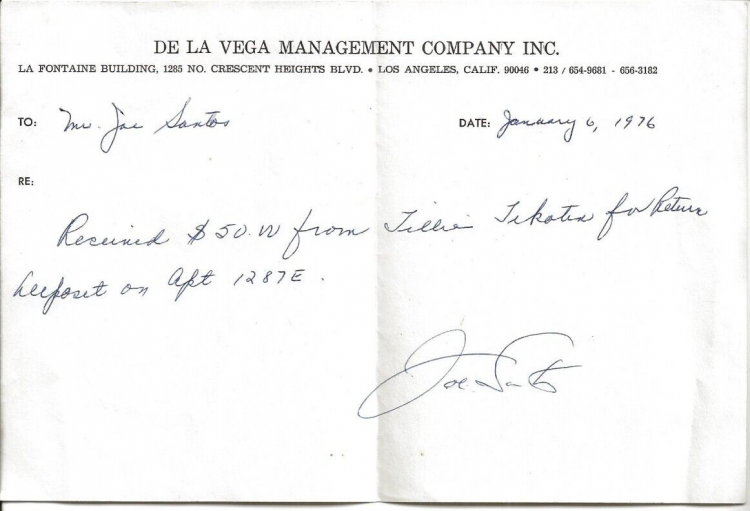 DE LA VEGA MANAGEMENT COMPANY INC.
LA FONTAINE BUILDING, 1285 NO. CRESCENT HEIGHTS BLVD. • LOS ANGELES, CALIF. 90046 • 213 / 654-9681 - 656-3182
TO: Mr. Joe Santos DATE: January 6, 1976
RE:
Received $50.00 from Tillie for Return
Deeposit on Apt 1287E.
Joe Santos